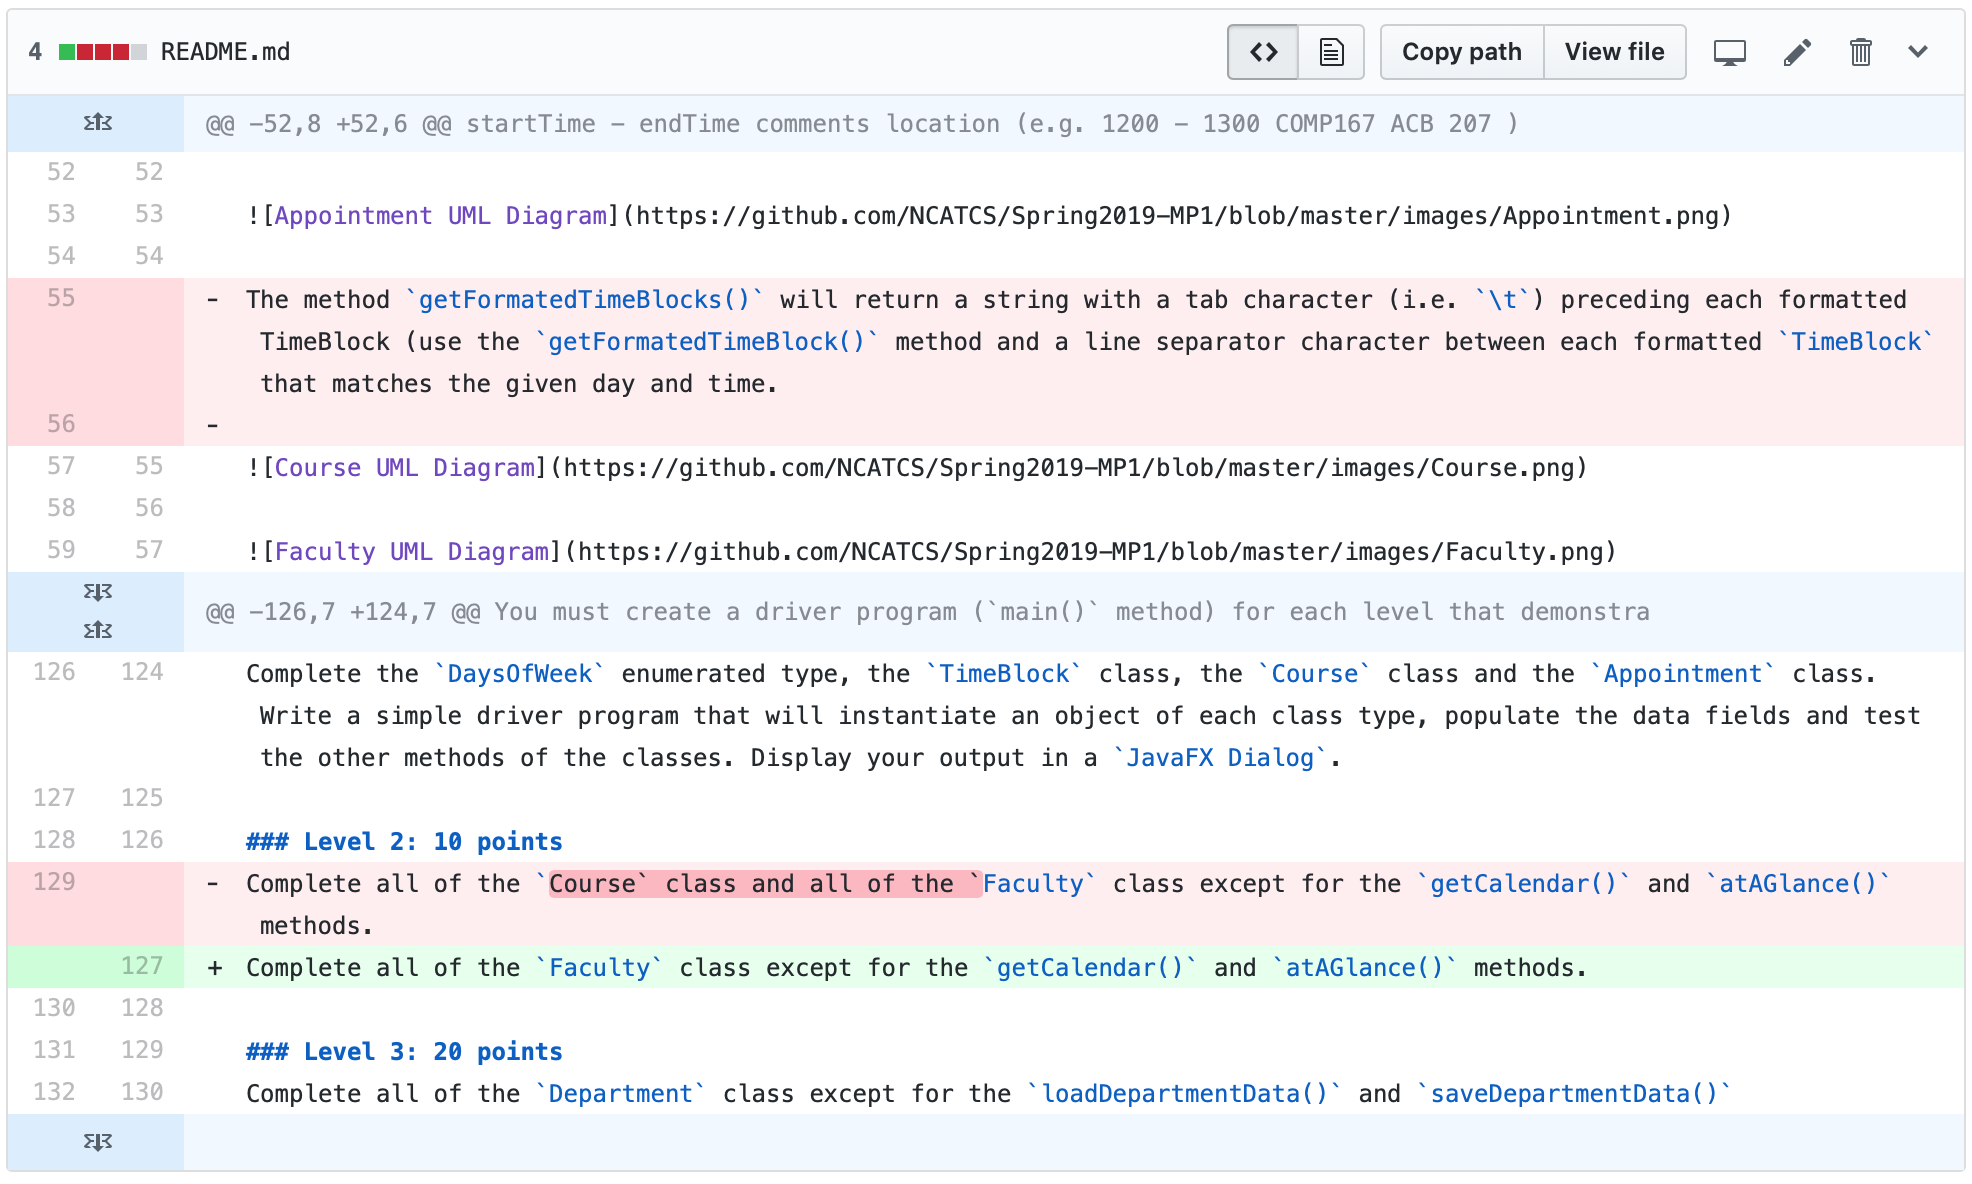 4 README.md Copy path View file
@@ -52,8 +52,6 @@ startTime - endTime comments location (e.g. 1200 - 1300 COMP167 ACB 207 )
52 52
53 53 ![Appointment UML Diagram](https://github.com/NCATCS/Spring2019-MP1/blob/master/images/Appointment.png)
54 54
55 - The method `getFormatedTimeBlocks()` will return a string with a tab character (i.e. `\t`) preceding each formatted
TimeBlock (use the `getFormatedTimeBlock()` method and a line separator character between each formatted `TimeBlock`
that matches the given day and time.
56 -
57 55 ![Course UML Diagram](https://github.com/NCATCS/Spring2019-MP1/blob/master/images/Course.png)
58 56
59 57 ![Faculty UML Diagram](https://github.com/NCATCS/Spring2019-MP1/blob/master/images/Faculty.png)
@@ -126,7 +124,7 @@ You must create a driver program (`main()` method) for each level that demonstra
126 124 Complete the `DaysOfWeek` enumerated type, the `TimeBlock` class, the `Course` class and the `Appointment` class.
Write a simple driver program that will instantiate an object of each class type, populate the data fields and test
the other methods of the classes. Display your output in a `JavaFX Dialog`.
127 125
128 126 ### Level 2: 10 points
129 - Complete all of the `Course` class and all of the `Faculty` class except for the `getCalendar()` and `atAGlance()`
methods.
127 + Complete all of the `Faculty` class except for the `getCalendar()` and `atAGlance()` methods.
130 128
131 129 ### Level 3: 20 points
132 130 Complete all of the `Department` class except for the `loadDepartmentData()` and `saveDepartmentData()`